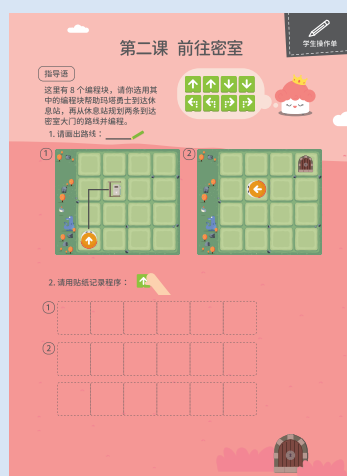 第二课 前往密室
学生操作单
指导语
这里有 8 个编程块，请你选用其
中的编程块帮助玛塔勇士到达休
息站，再从休息站规划两条到达
密室大门的路线并编程。
1. 请画出路线：
① ②
2. 请用贴纸记录程序：
①
②